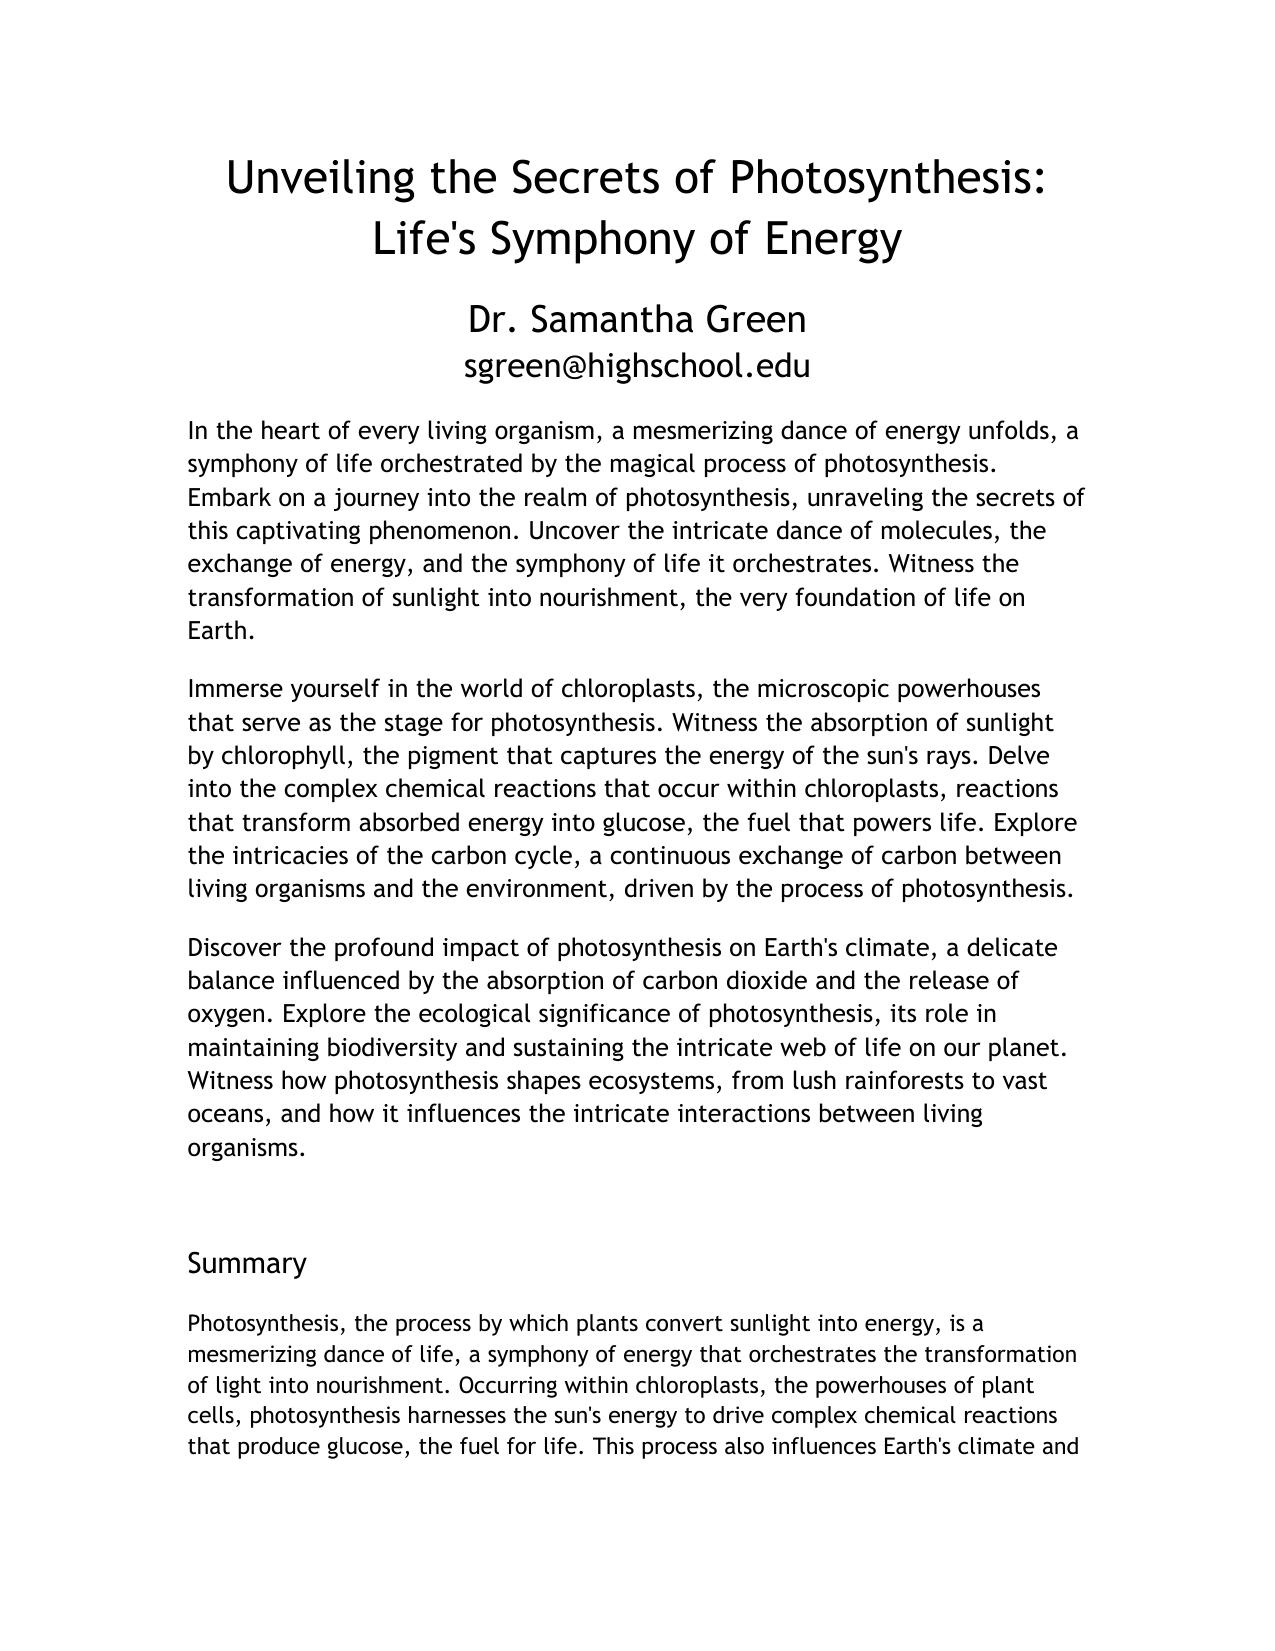 Unveiling the Secrets of Photosynthesis:
Life's Symphony of Energy
Dr. Samantha Green
sgreen@highschool.edu
In the heart of every living organism, a mesmerizing dance of energy unfolds, a
symphony of life orchestrated by the magical process of photosynthesis.
Embark on a journey into the realm of photosynthesis, unraveling the secrets of
this captivating phenomenon. Uncover the intricate dance of molecules, the
exchange of energy, and the symphony of life it orchestrates. Witness the
transformation of sunlight into nourishment, the very foundation of life on
Earth.
Immerse yourself in the world of chloroplasts, the microscopic powerhouses
that serve as the stage for photosynthesis. Witness the absorption of sunlight
by chlorophyll, the pigment that captures the energy of the sun's rays. Delve
into the complex chemical reactions that occur within chloroplasts, reactions
that transform absorbed energy into glucose, the fuel that powers life. Explore
the intricacies of the carbon cycle, a continuous exchange of carbon between
living organisms and the environment, driven by the process of photosynthesis.
Discover the profound impact of photosynthesis on Earth's climate, a delicate
balance influenced by the absorption of carbon dioxide and the release of
oxygen. Explore the ecological significance of photosynthesis, its role in
maintaining biodiversity and sustaining the intricate web of life on our planet.
Witness how photosynthesis shapes ecosystems, from lush rainforests to vast
oceans, and how it influences the intricate interactions between living
organisms.
Summary
Photosynthesis, the process by which plants convert sunlight into energy, is a
mesmerizing dance of life, a symphony of energy that orchestrates the transformation
of light into nourishment. Occurring within chloroplasts, the powerhouses of plant
cells, photosynthesis harnesses the sun's energy to drive complex chemical reactions
that produce glucose, the fuel for life. This process also influences Earth's climate and